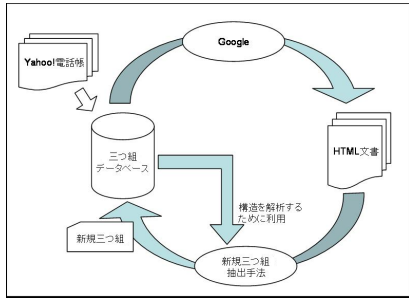 Google
Yahoo!電話帳
HTML文書
三つ組
データベース
構造を解析する
ために利用
新規三つ組
新規三つ組
抽出手法